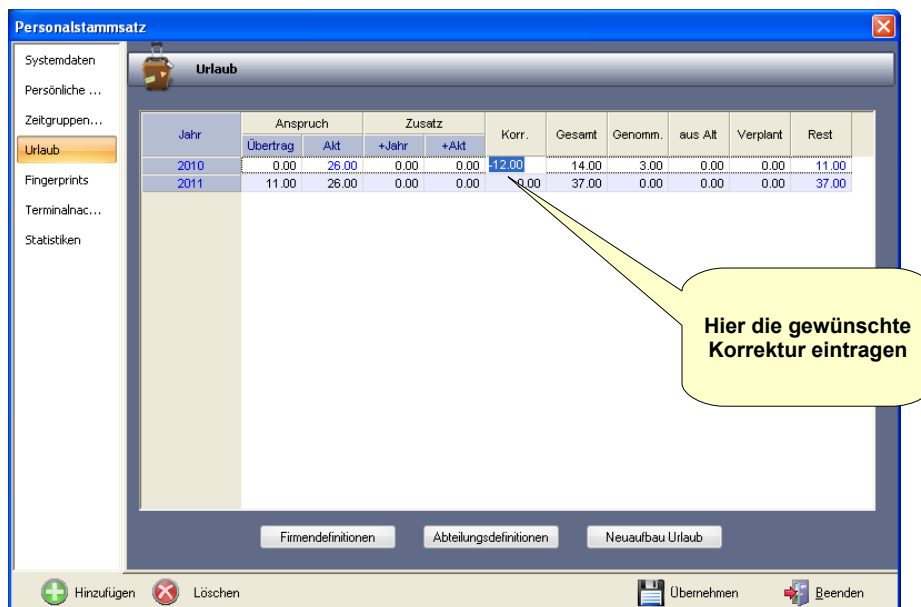 Personalstammsatz
Systemdaten
Persönliche ...
Zeitgruppen...
Urlaub
Fingerprints
Terminalnac...
Statistiken
Urlaub
Jahr Anspruch Zusatz Korr. Gesamt Genomm. aus Alt Verplant Rest
Übertrag Akt +Jahr +Akt
2010 0.00 26.00 0.00 0.00 -12.00 14.00 3.00 0.00 0.00 11.00
2011 11.00 26.00 0.00 0.00 0.00 37.00 0.00 0.00 0.00 37.00
Hier die gewünschte
Korrektur eintragen
Firmendefinitionen Abteilungsdefinitionen Neuaufbau Urlaub
Hinzufügen Löschen Übernehmen Beenden